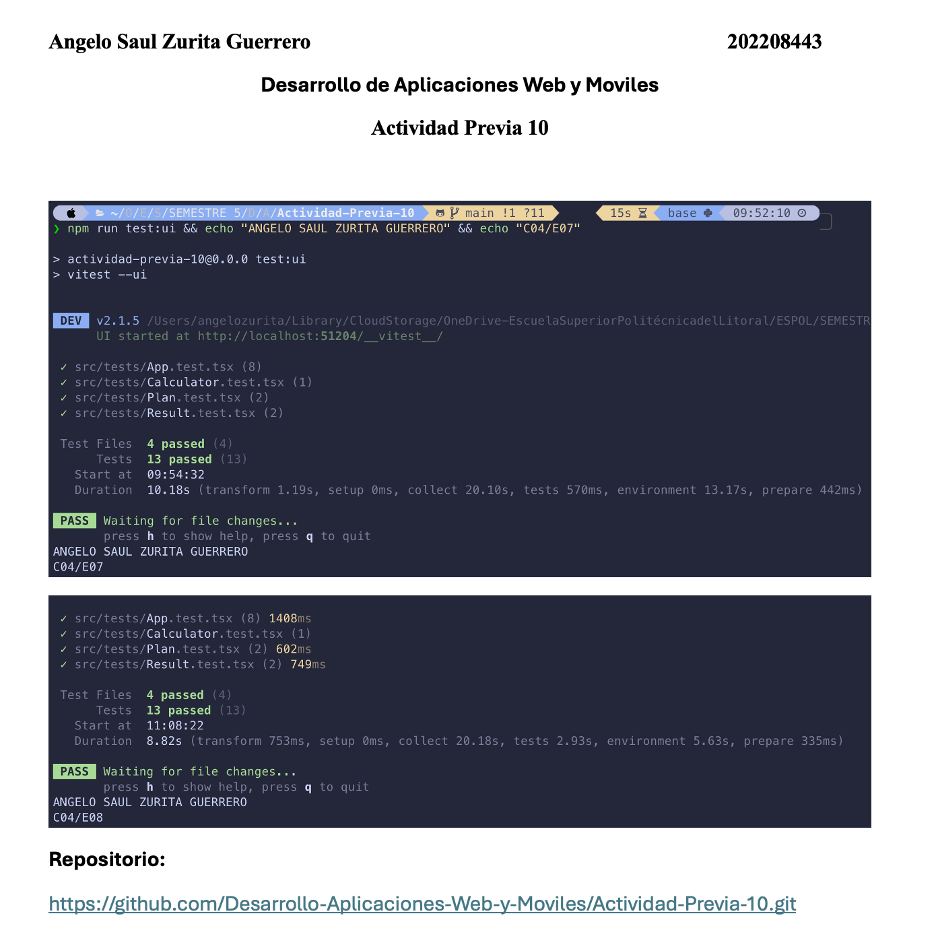 Angelo Saul Zurita Guerrero 202208443
Desarrollo de Aplicaciones Web y Moviles
Actividad Previa 10
~/O/E/S/SEMESTRE 5/D/A/Actividad-Previa-10 main !1 ?11 15s base 09:52:10
❯ npm run test:ui && echo "ANGELO SAUL ZURITA GUERRERO" && echo "C04/E07"
> actividad-previa-10@0.0.0 test:ui
> vitest --ui
DEV v2.1.5 /Users/angelozurita/Library/CloudStorage/OneDrive-EscuelaSuperiorPolitécnicadelLitoral/ESPOL/SEMESTR
UI started at http://localhost:51204/__vitest__/
✓ src/tests/App.test.tsx (8)
✓ src/tests/Calculator.test.tsx (1)
✓ src/tests/Plan.test.tsx (2)
✓ src/tests/Result.test.tsx (2)
Test Files 4 passed (4)
Tests 13 passed (13)
Start at 09:54:32
Duration 10.18s (transform 1.19s, setup 0ms, collect 20.10s, tests 570ms, environment 13.17s, prepare 442ms)
PASS Waiting for file changes...
press h to show help, press q to quit
ANGELO SAUL ZURITA GUERRERO
C04/E07
✓ src/tests/App.test.tsx (8) 1408ms
✓ src/tests/Calculator.test.tsx (1)
✓ src/tests/Plan.test.tsx (2) 602ms
✓ src/tests/Result.test.tsx (2) 749ms
Test Files 4 passed (4)
Tests 13 passed (13)
Start at 11:08:22
Duration 8.82s (transform 753ms, setup 0ms, collect 20.18s, tests 2.93s, environment 5.63s, prepare 335ms)
PASS Waiting for file changes...
press h to show help, press q to quit
ANGELO SAUL ZURITA GUERRERO
C04/E08
Repositorio:
https://github.com/Desarrollo-Aplicaciones-Web-y-Moviles/Actividad-Previa-10.git